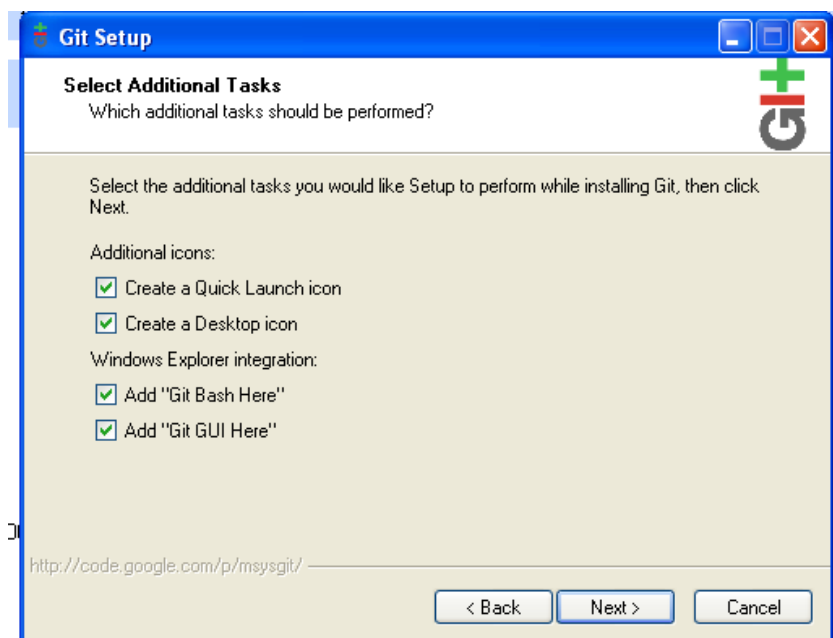 Git Setup
Select Additional Tasks
Which additional tasks should be performed?
GIT
Select the additional tasks you would like Setup to perform while installing Git, then click
Next.
Additional icons:
Create a Quick Launch icon
Create a Desktop icon
Windows Explorer integration:
Add "Git Bash Here"
Add "Git GUI Here"
http://code.google.com/p/msysgit/
< Back
Next >
Cancel